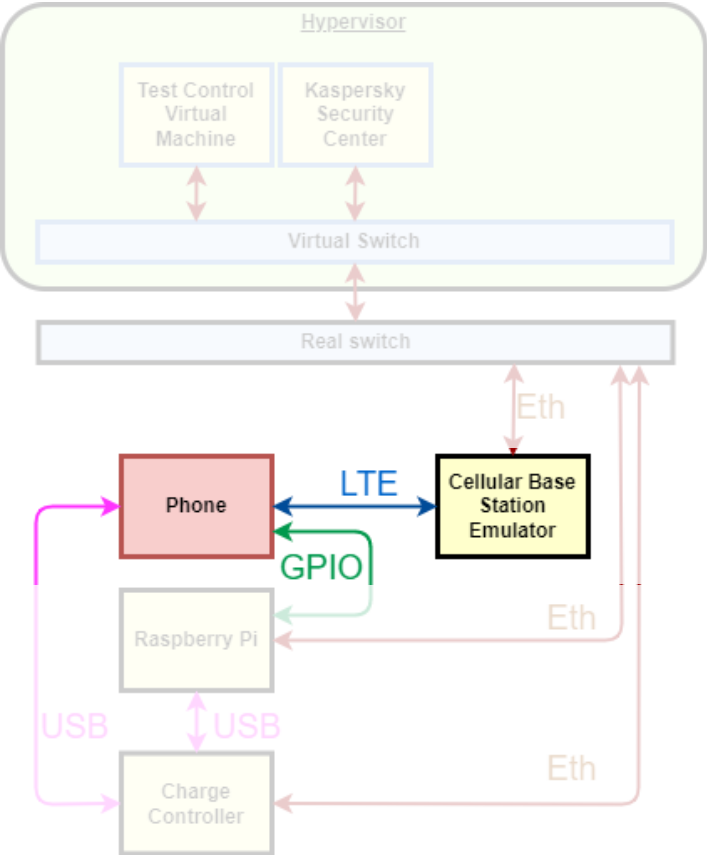 Hypervisor
Test Control
Virtual
Machine
Kaspersky
Security
Center
Virtual Switch
Real switch
Eth
Phone
LTE
Cellular Base
Station
Emulator
GPIO
Raspberry Pi
Eth
USB
USB
Charge
Controller
Eth